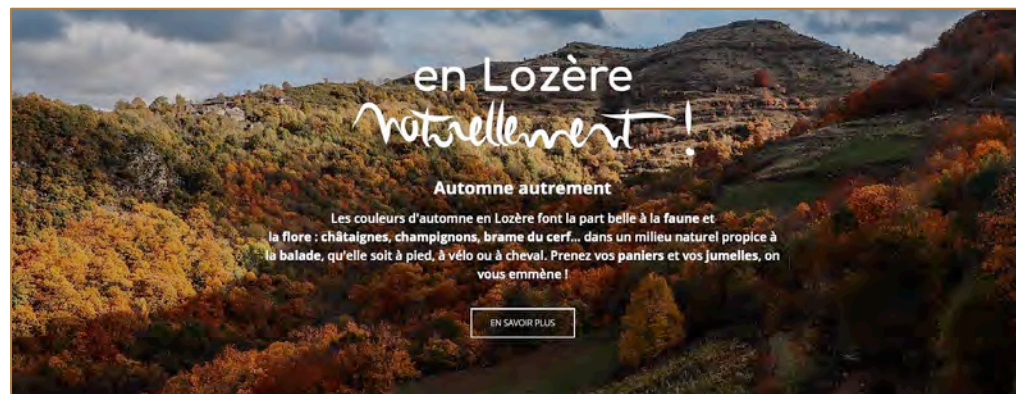 en Lozère
naturellement !
Automne autrement
Les couleurs d'automne en Lozère font la part belle à la faune et
la flore : châtaignes, champignons, brame du cerf... dans un milieu naturel propice à
la balade, qu'elle soit à pied, à vélo ou à cheval. Prenez vos paniers et vos jumelles, on
vous emmène !
EN SAVOIR PLUS